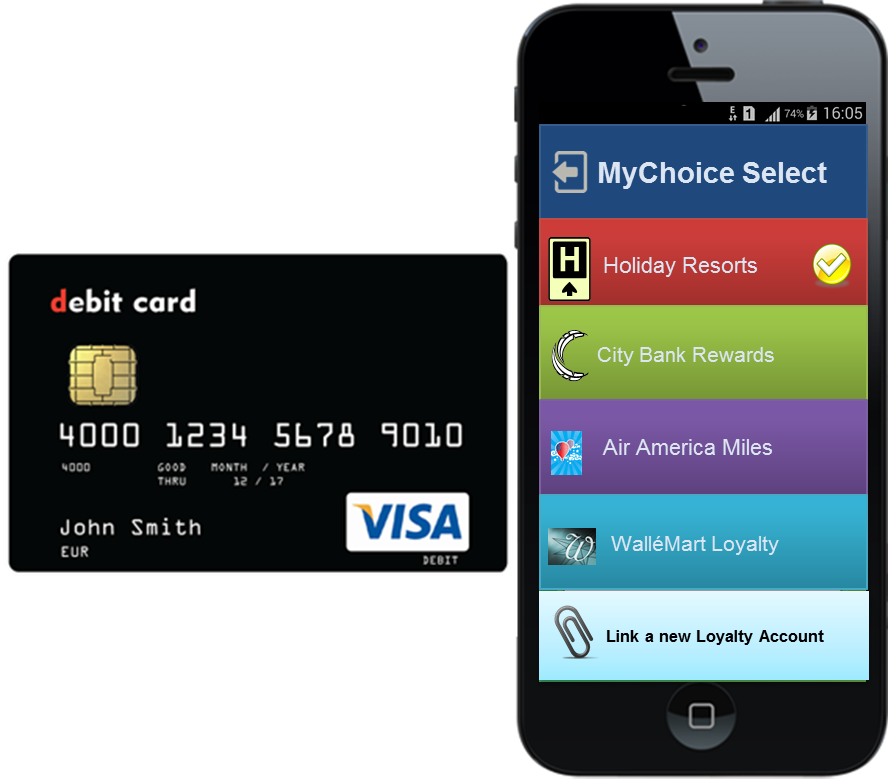 debit card
4000 1234 5678 9010
4000 GOOD THRU MONTH / YEAR
12 / 17
John Smith
EUR
VISA
DEBIT
E 1 74% 16:05
MyChoice Select
H Holiday Resorts
City Bank Rewards
Air America Miles
W WalléMart Loyalty
Link a new Loyalty Account